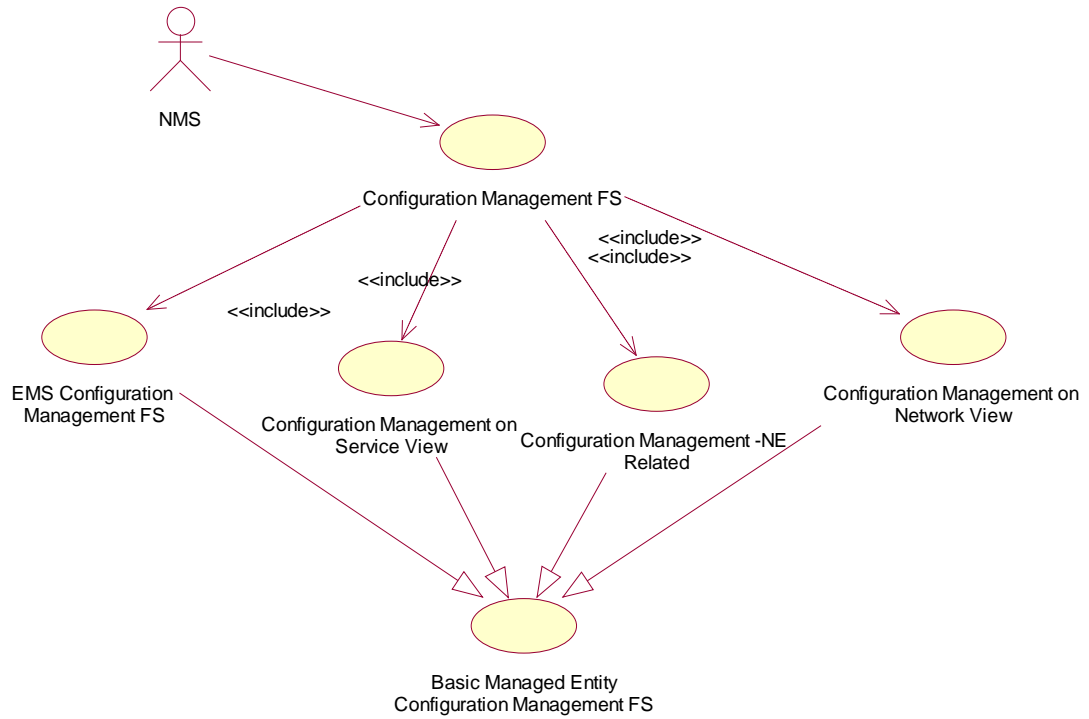 NMS
Configuration Management FS
<<include>>
<<include>>
<<include>>
<<include>>
EMS Configuration
Management FS
Configuration Management on
Service View
Configuration Management -NE
Related
Configuration Management on
Network View
Basic Managed Entity
Configuration Management FS